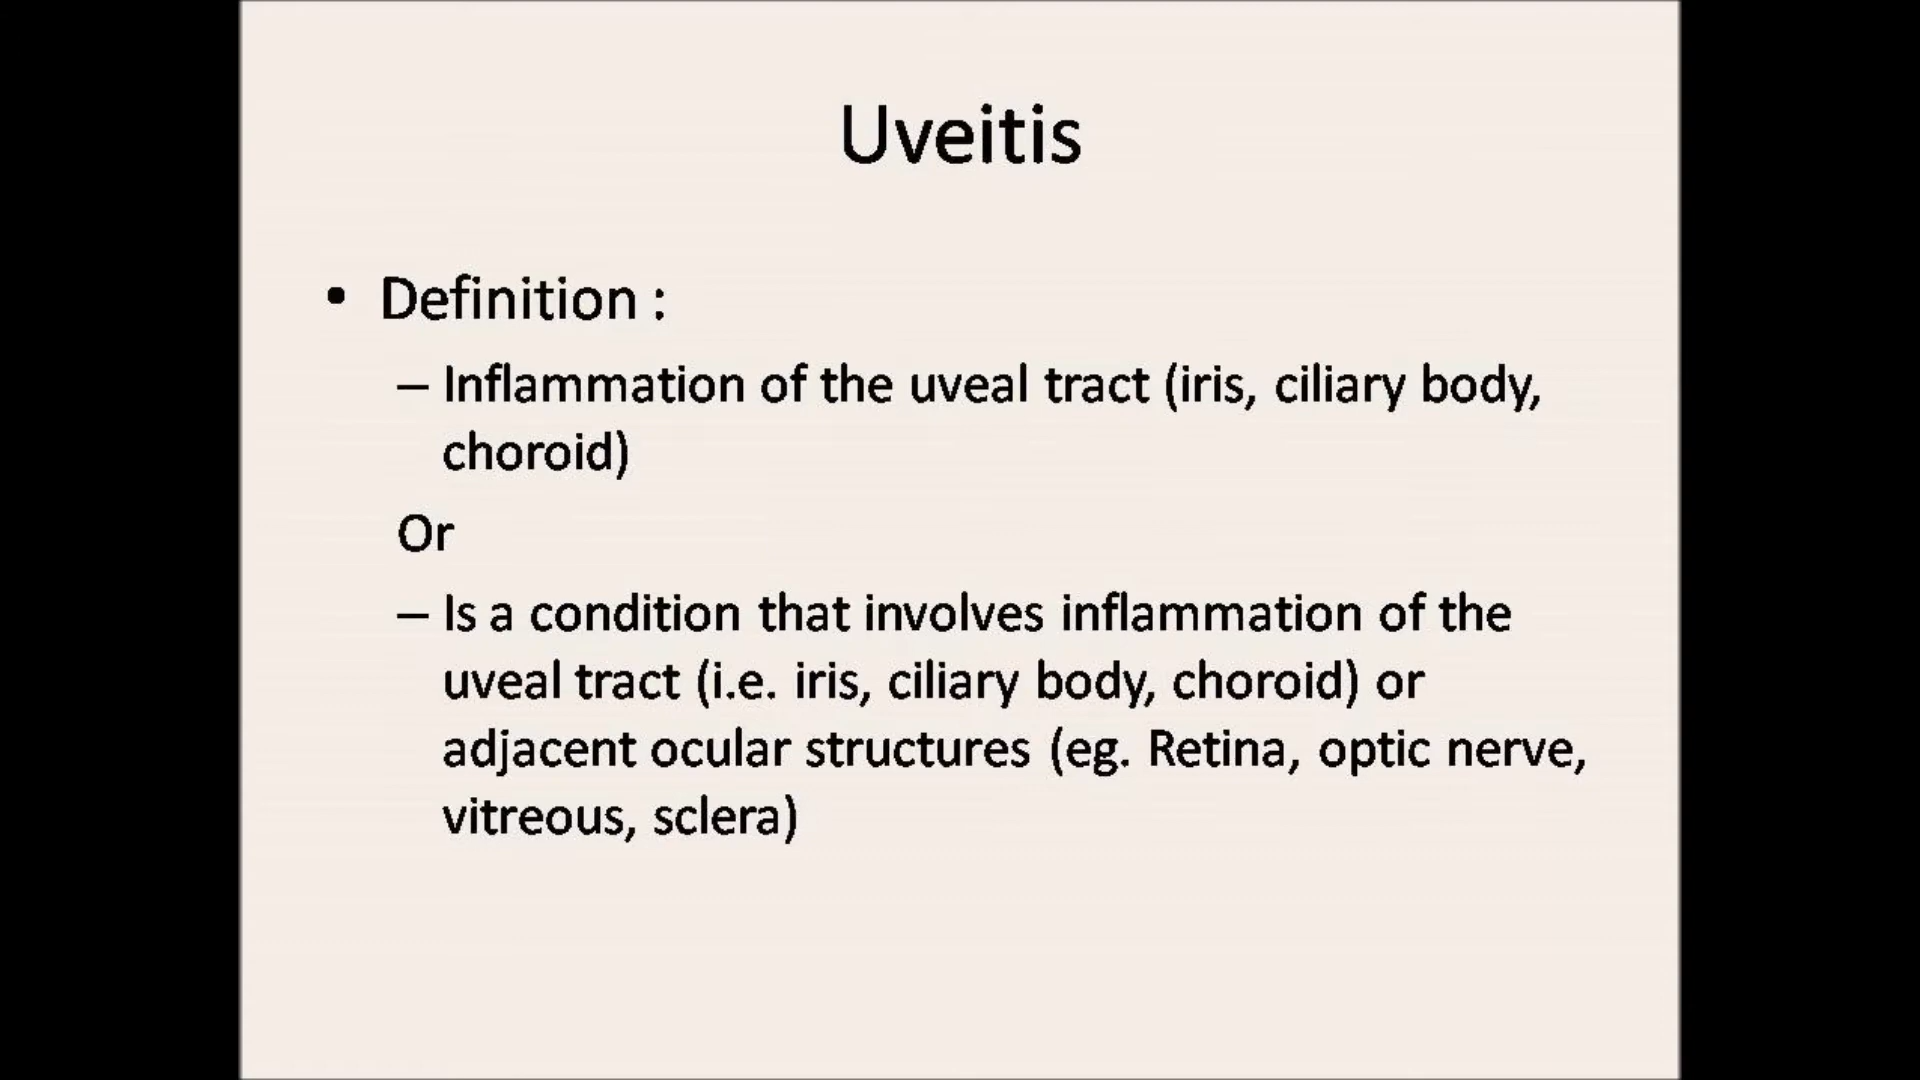 Uveitis
• Definition :
– Inflammation of the uveal tract (iris, ciliary body,
choroid)
Or
– Is a condition that involves inflammation of the
uveal tract (i.e. iris, ciliary body, choroid) or
adjacent ocular structures (eg. Retina, optic nerve,
vitreous, sclera)